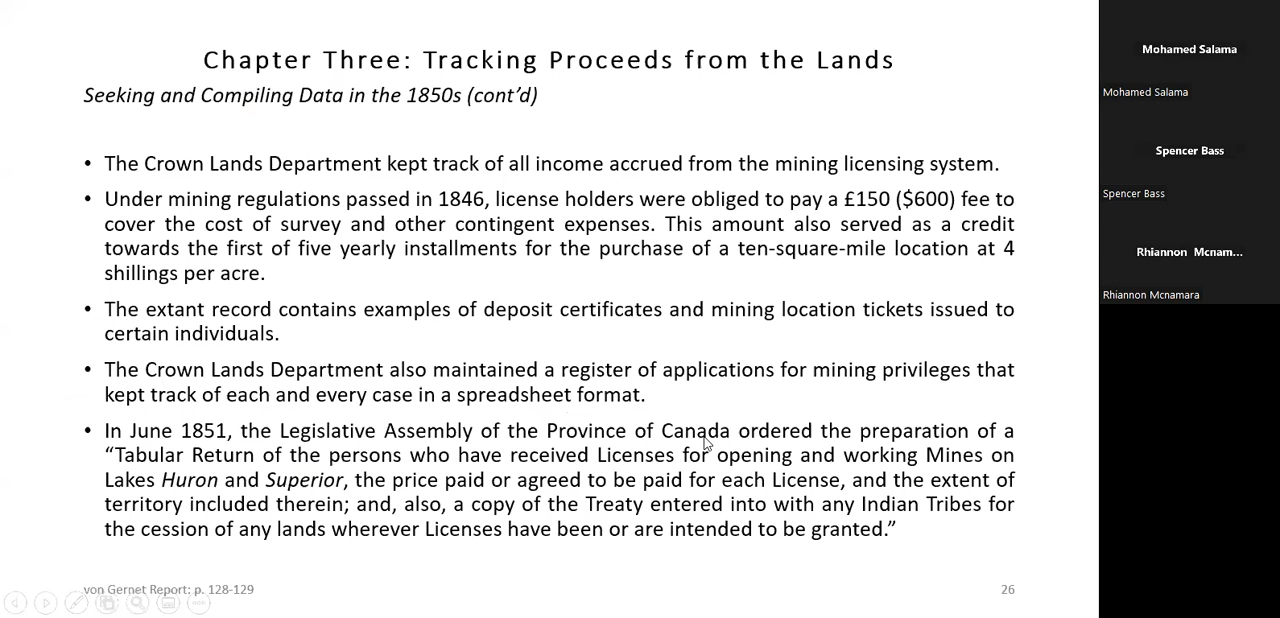 Chapter Three: Tracking Proceeds from the Lands
Seeking and Compiling Data in the 1850s (cont’d)
• The Crown Lands Department kept track of all income accrued from the mining licensing system.
• Under mining regulations passed in 1846, license holders were obliged to pay a £150 ($600) fee to
cover the cost of survey and other contingent expenses. This amount also served as a credit
towards the first of five yearly installments for the purchase of a ten-square-mile location at 4
shillings per acre.
• The extant record contains examples of deposit certificates and mining location tickets issued to
certain individuals.
• The Crown Lands Department also maintained a register of applications for mining privileges that
kept track of each and every case in a spreadsheet format.
• In June 1851, the Legislative Assembly of the Province of Canada ordered the preparation of a
“Tabular Return of the persons who have received Licenses for opening and working Mines on
Lakes Huron and Superior, the price paid or agreed to be paid for each License, and the extent of
territory included therein; and, also, a copy of the Treaty entered into with any Indian Tribes for
the cession of any lands wherever Licenses have been or are intended to be granted.”
von Gernet Report: p. 128-129
26
Mohamed Salama
Mohamed Salama
Spencer Bass
Spencer Bass
Rhiannon Mcnam...
Rhiannon Mcnamara